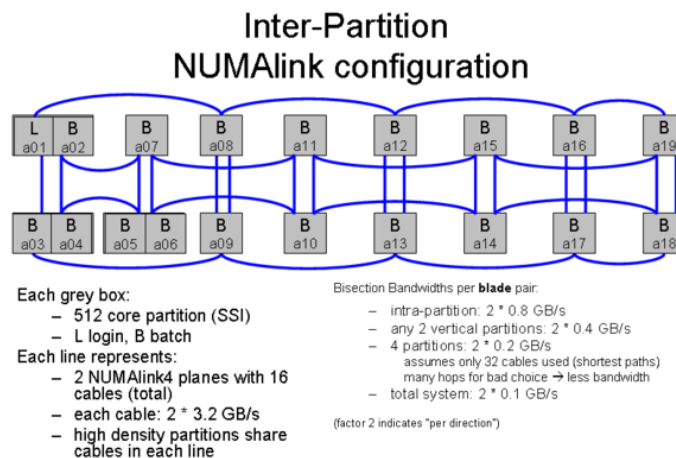 Inter-Partition
NUMAlink configuration
L B B B B B B B B
a01 a02 a07 a08 a11 a12 a15 a16 a19
B B B B B B B B B B
a03 a04 a05 a06 a09 a10 a13 a14 a17 a18
Each grey box:
– 512 core partition (SSI)
– L login, B batch
Each line represents:
– 2 NUMAlink4 planes with 16
cables (total)
– each cable: 2 * 3.2 GB/s
– high density partitions share
cables in each line
Bisection Bandwidths per blade pair:
– intra-partition: 2 * 0.8 GB/s
– any 2 vertical partitions: 2 * 0.4 GB/s
– 4 partitions: 2 * 0.2 GB/s
assumes only 32 cables used (shortest paths)
many hops for bad choice → less bandwidth
– total system: 2 * 0.1 GB/s
(factor 2 indicates "per direction")